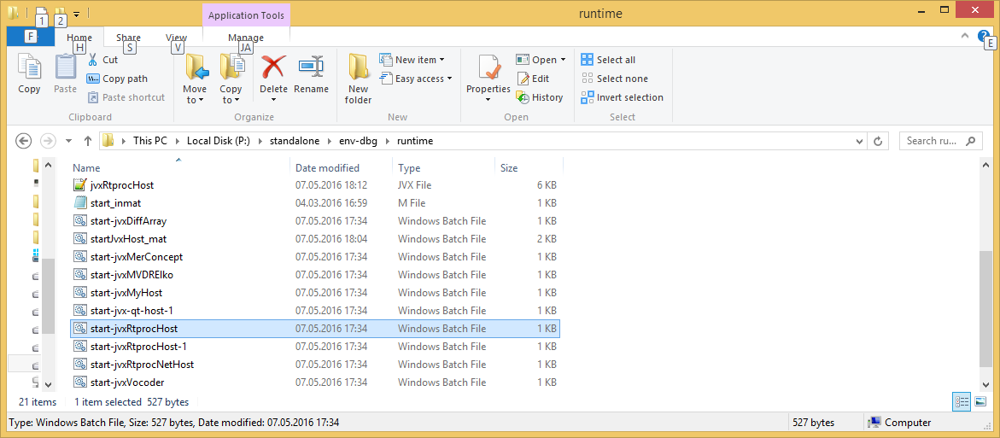 1 2 Application Tools runtime
F Home Share View Manage
H S V JA E
Copy
Paste
Cut
Copy path
Paste shortcut
Clipboard
Move to
Copy to
Delete
Rename
Organize
New folder
New item
Easy access
New
Properties
Open
Edit
History
Open
Select all
Select none
Invert selection
Select
This PC Local Disk (P:) standalone env-dbg runtime Search ru...
Name Date modified Type Size
jvxRtprocHost 07.05.2016 18:12 JVX File 6 KB
start_inmat 04.03.2016 16:59 M File 1 KB
start-jvxDiffArray 07.05.2016 17:34 Windows Batch File 1 KB
startJvxHost_mat 07.05.2016 18:04 Windows Batch File 2 KB
start-jvxMerConcept 07.05.2016 17:34 Windows Batch File 1 KB
start-jvxMVDREIko 07.05.2016 17:34 Windows Batch File 1 KB
start-jvxMyHost 07.05.2016 17:34 Windows Batch File 1 KB
start-jvx-qt-host-1 07.05.2016 17:34 Windows Batch File 1 KB
start-jvxRtprocHost 07.05.2016 17:34 Windows Batch File 1 KB
start-jvxRtprocHost-1 07.05.2016 17:34 Windows Batch File 1 KB
start-jvxRtprocNetHost 07.05.2016 17:34 Windows Batch File 1 KB
start-jvxVocoder 07.05.2016 17:34 Windows Batch File 1 KB
21 items 1 item selected 527 bytes
Type: Windows Batch File, Size: 527 bytes, Date modified: 07.05.2016 17:34 527 bytes Computer